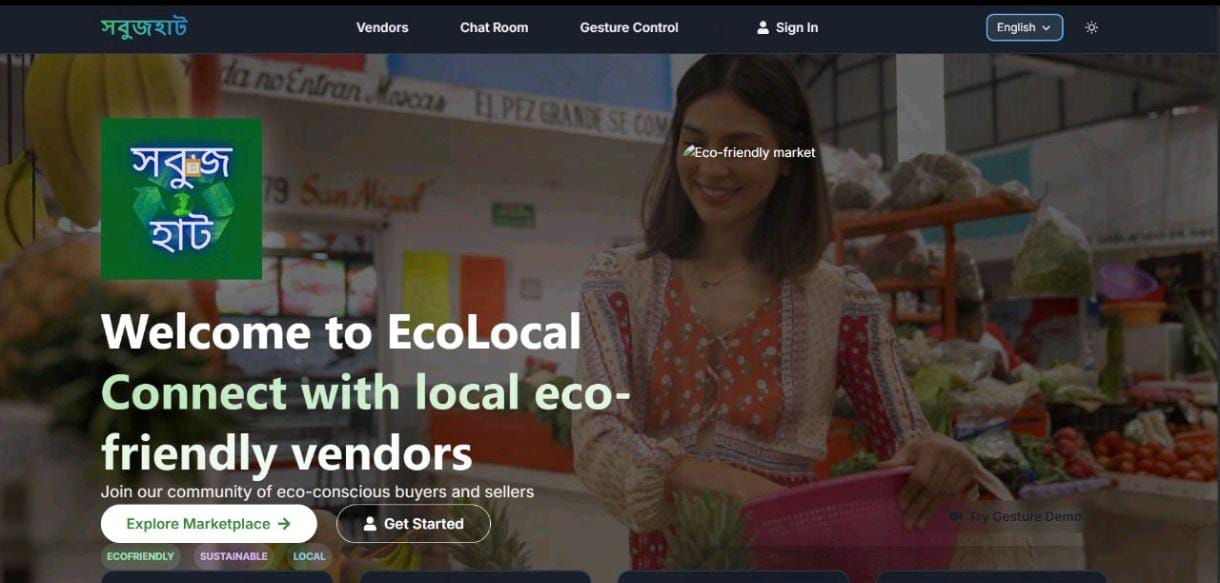 সবুজহাট
Vendors
Chat Room
Gesture Control
Sign In
English
da no Entran Moscas
EL PEZ GRANDE SE COM
Eco-friendly market
সবুজ
হাট
79 San Miguel
Welcome to EcoLocal
Connect with local eco-
friendly vendors
Join our community of eco-conscious buyers and sellers
Explore Marketplace →
Get Started
Try Gesture Demo
ECOFRIENDLY
SUSTAINABLE
LOCAL